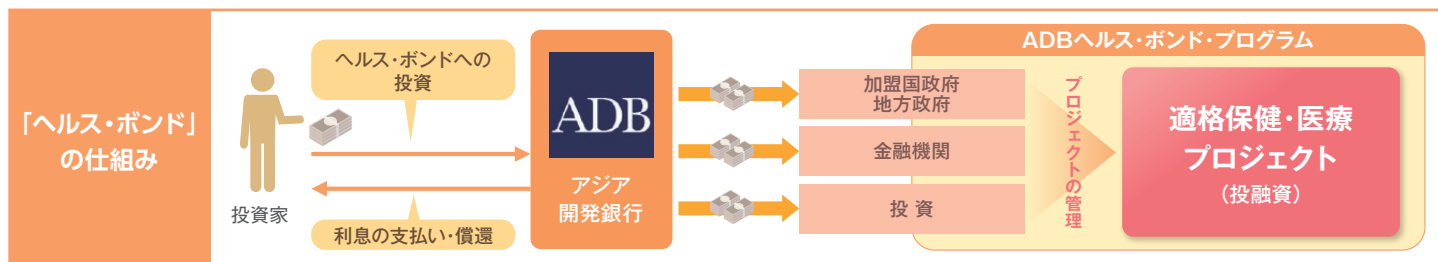 「ヘルス・ボンド」
の仕組み
投資家
ヘルス・ボンドへの
投資
利息の支払い・償還
ADB
アジア
開発銀行
ADBヘルス・ボンド・プログラム
加盟国政府
地方政府
金融機関
投 資
プロジェクトの管理
適格保健・医療
プロジェクト
（投融資）